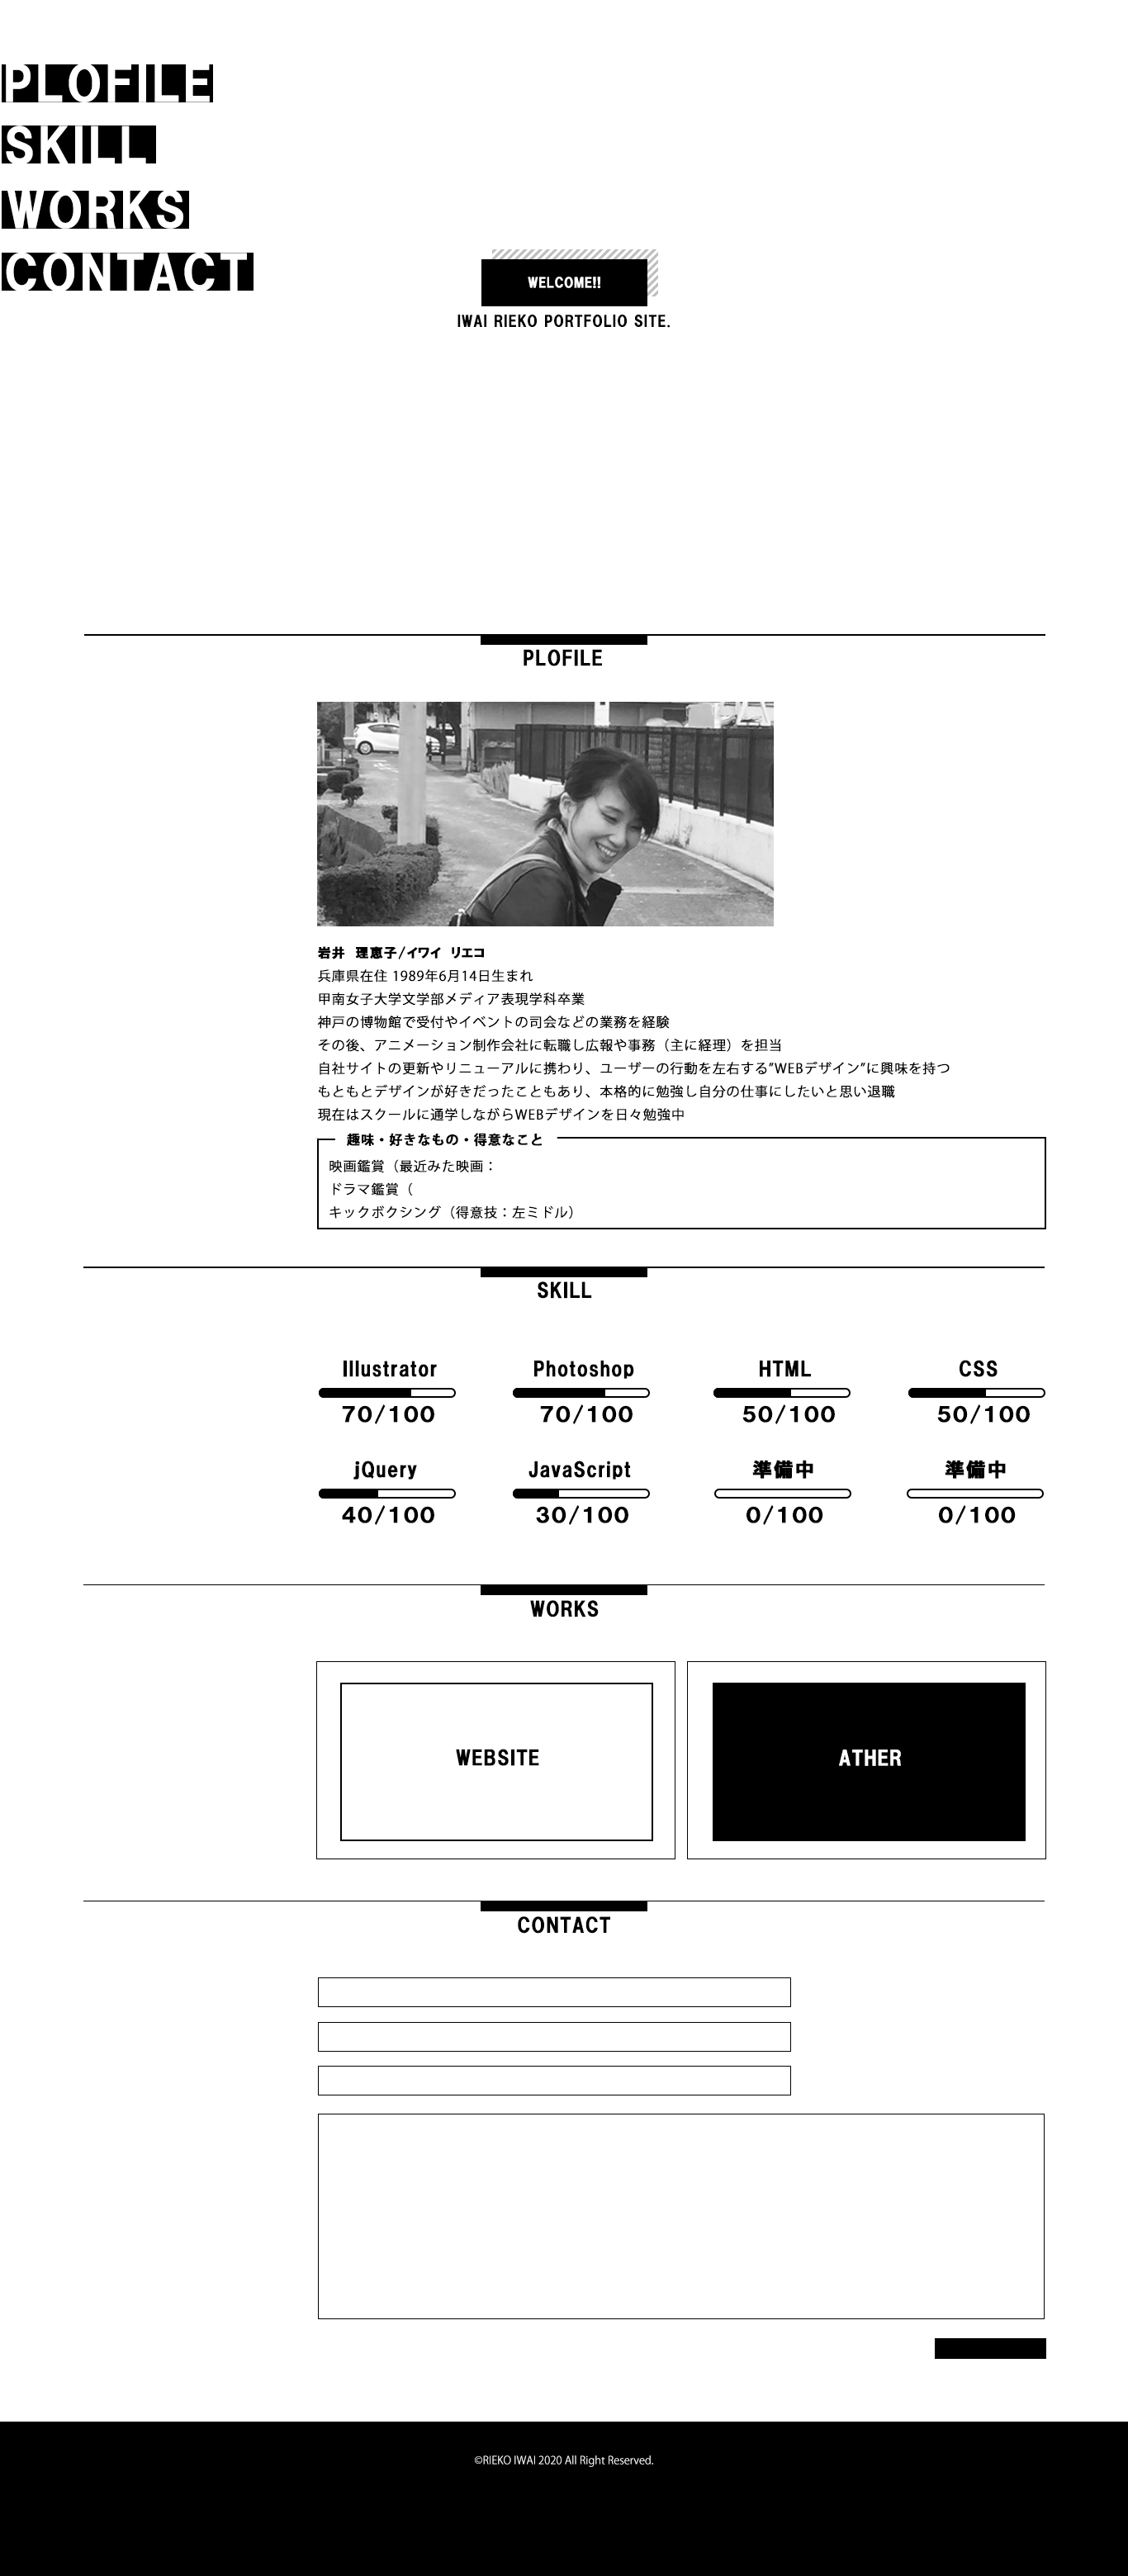 PLOFILE
SKILL
WORKS
CONTACT
WELCOME!!
IWAI RIEKO PORTFOLIO SITE.
PLOFILE
岩井　理恵子/イワイ　リエコ
兵庫県在住 1989年6月14日生まれ
甲南女子大学文学部メディア表現学科卒業
神戸の博物館で受付やイベントの司会などの業務を経験
その後、アニメーション制作会社に転職し広報や事務（主に経理）を担当
自社サイトの更新やリニューアルに携わり、ユーザーの行動を左右する”WEBデザイン”に興味を持つ
もともとデザインが好きだったこともあり、本格的に勉強し自分の仕事にしたいと思い退職
現在はスクールに通学しながらWEBデザインを日々勉強中
趣味・好きなもの・得意なこと
映画鑑賞（最近みた映画：
ドラマ鑑賞（
キックボクシング（得意技：左ミドル）
SKILL
Illustrator Photoshop HTML CSS
70/100 70/100 50/100 50/100
jQuery JavaScript 準備中 準備中
40/100 30/100 0/100 0/100
WORKS
WEBSITE ATHER
CONTACT
©RIEKO IWAI 2020 All Right Reserved.